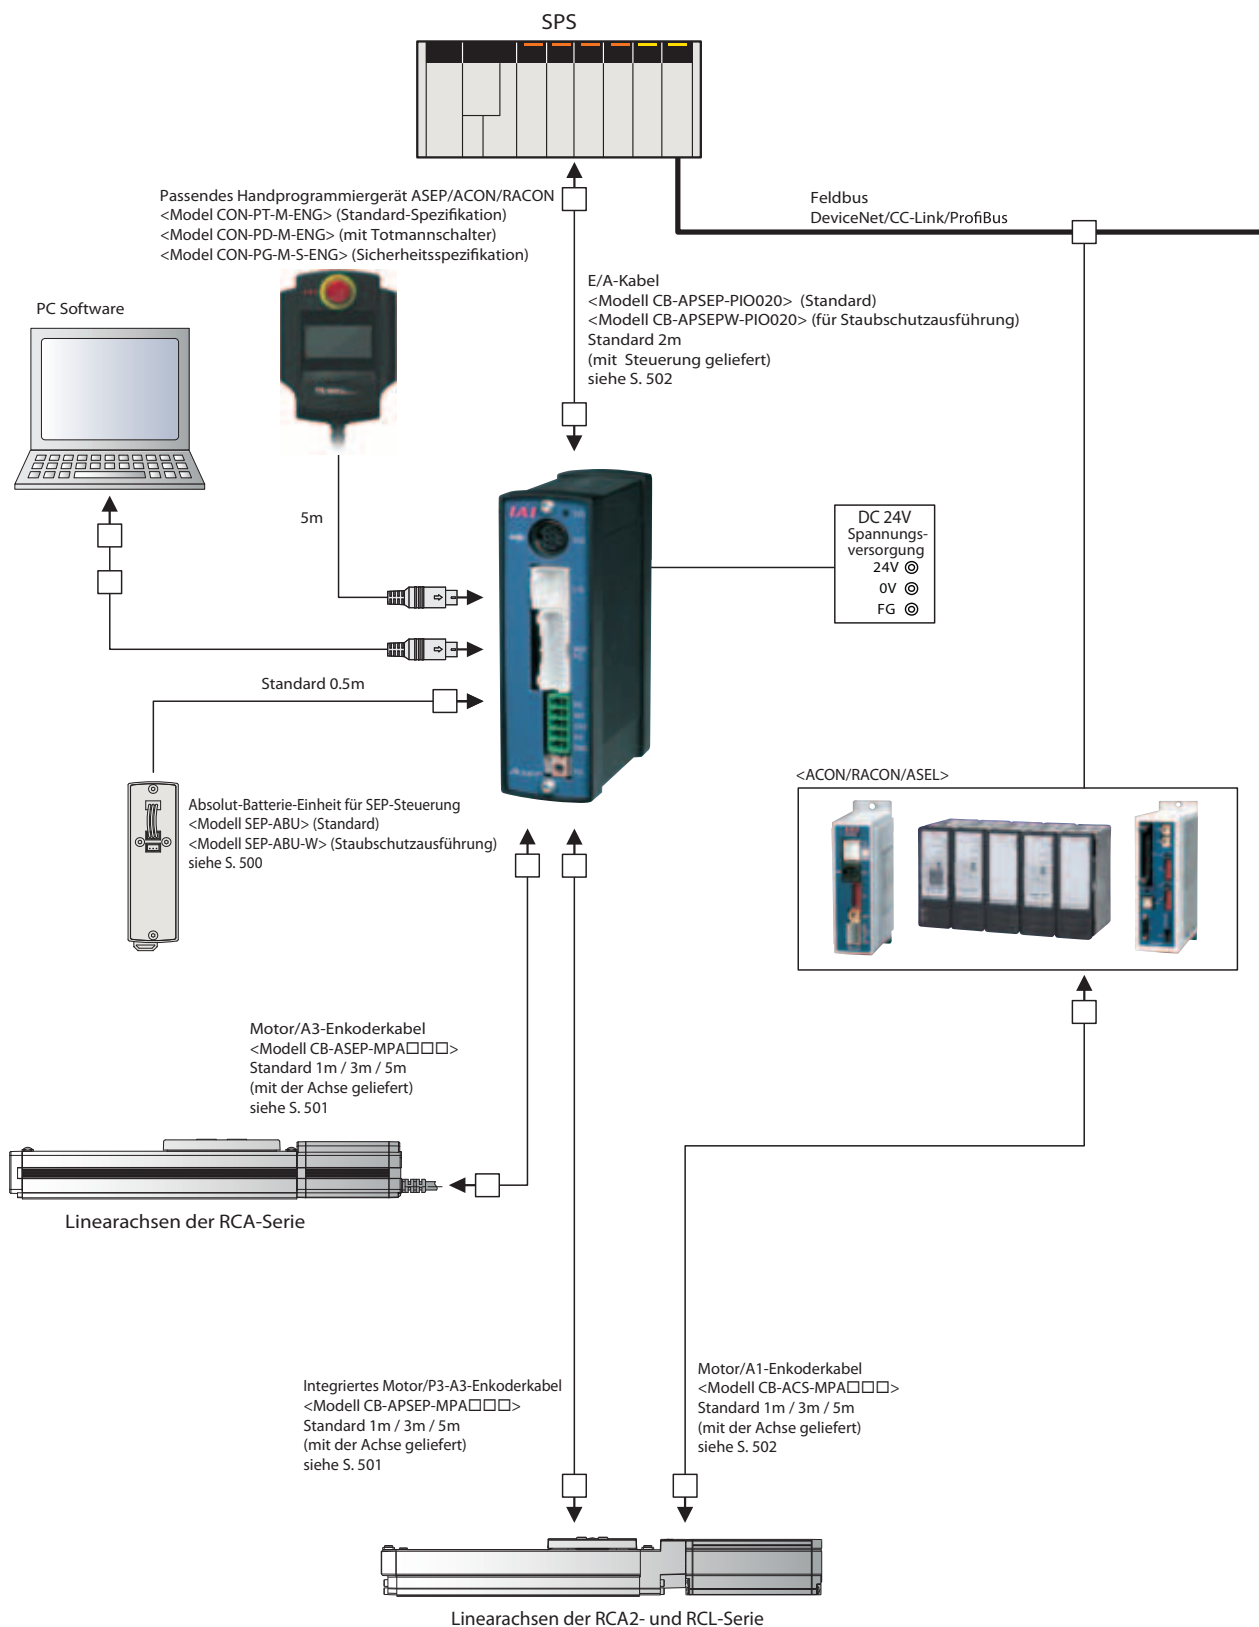 SPS
Passendes Handprogrammiergerät ASEP/ACON/RACON
<Model CON-PT-M-ENG> (Standard-Spezifikation)
<Model CON-PD-M-ENG> (mit Totmannschalter)
<Model CON-PG-M-S-ENG> (Sicherheitsspezifikation)
Feldbus
DeviceNet/CC-Link/ProfiBus
E/A-Kabel
<Modell CB-APSEP-PIO020> (Standard)
<Modell CB-APSEPW-PIO020> (für Staubschutzausführung)
Standard 2m
(mit Steuerung geliefert)
siehe S. 502
PC Software
5m
IAI
DC 24V
Spannungs-
versorgung
24V
0V
FG
Standard 0.5m
ASEP
Absolut-Batterie-Einheit für SEP-Steuerung
<Modell SEP-ABU> (Standard)
<Modell SEP-ABU-W> (Staubschutzausführung)
siehe S. 500
<ACON/RACON/ASEL>
Motor/A3-Enkoderkabel
<Modell CB-ASEP-MPA□□□>
Standard 1m / 3m / 5m
(mit der Achse geliefert)
siehe S. 501
Linearachsen der RCA-Serie
Integriertes Motor/P3-A3-Enkoderkabel
<Modell CB-APSEP-MPA□□□>
Standard 1m / 3m / 5m
(mit der Achse geliefert)
siehe S. 501
Motor/A1-Enkoderkabel
<Modell CB-ACS-MPA□□□>
Standard 1m / 3m / 5m
(mit der Achse geliefert)
siehe S. 502
Linearachsen der RCA2- und RCL-Serie